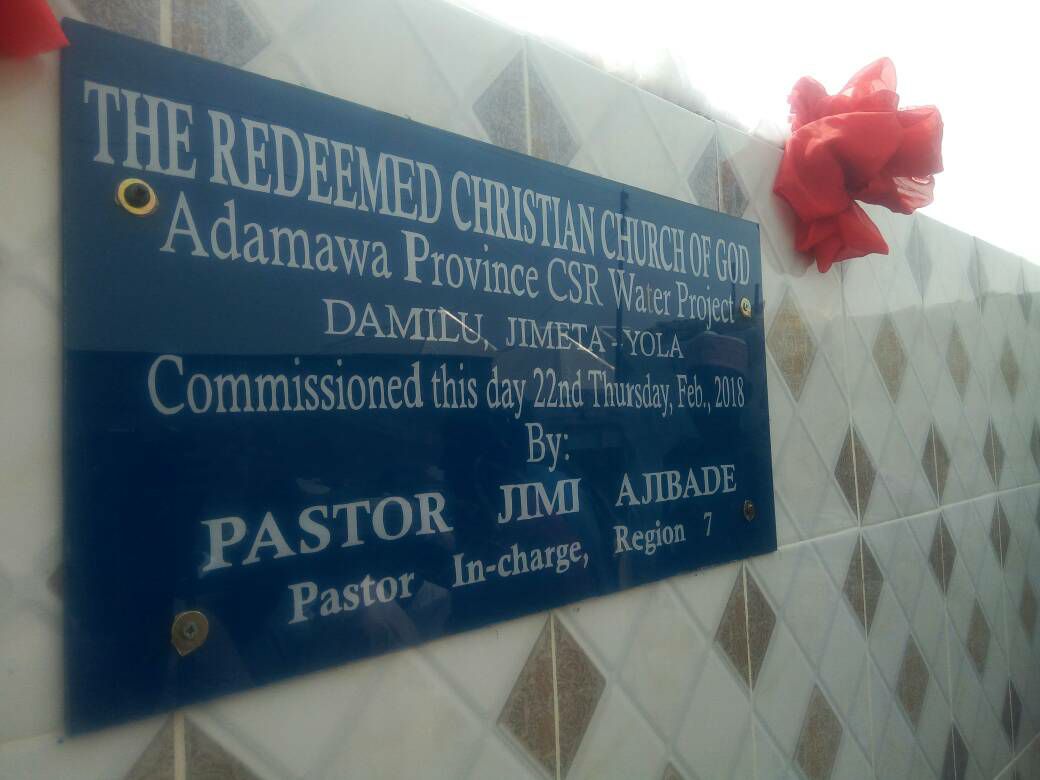 THE REDEEMED CHRISTIAN CHURCH OF GOD
Adamawa Province CSR Water Project
DAMILU, JIMETA - YOLA
Commissioned this day 22nd Thursday, Feb., 2018
By:
PASTOR JIMI AJIBADE
Pastor In-charge, Region 7